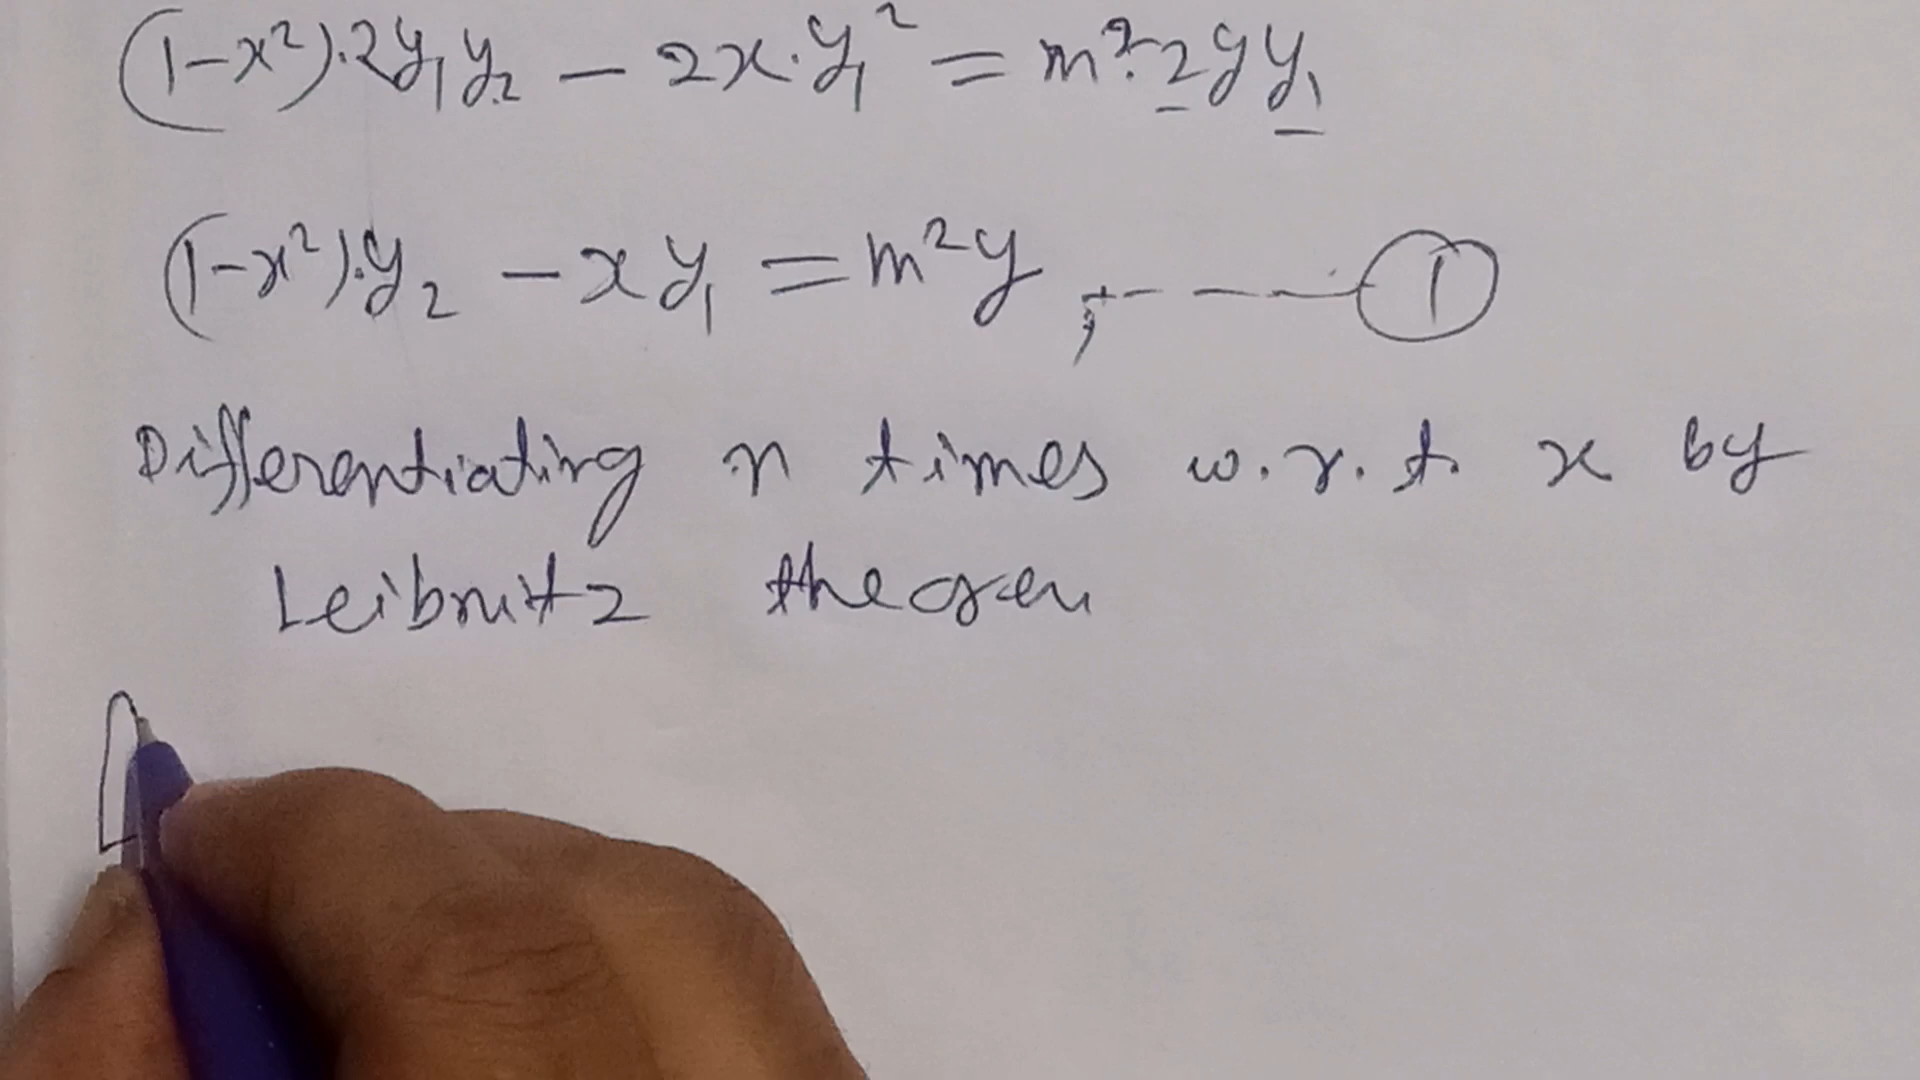 (1-x²).2y₁y₂ - 2x.y₁² = m².2yy₁
(1-x²).y₂ - xy₁ = m²y, ---- ①
Differentiating n times w.r.t. x by
Leibnitz theorem